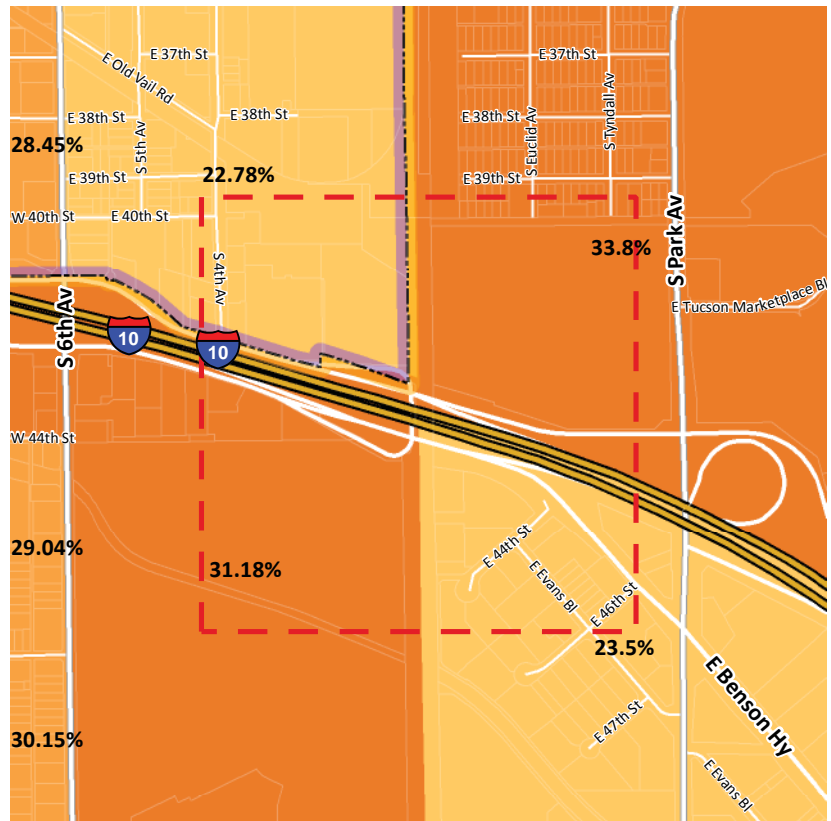 E 37th St
E 37th St
E Old Vail Rd
E 38th St
E 38th St
E 38th St
S 5th Av
S Euclid Av
S Tyndall Av
28.45%
E 39th St
22.78%
E 39th St
W 40th St
E 40th St
S 4th Av
33.8%
S Park Av
E Tucson Marketplace Bl
S 6th Av
10
10
W 44th St
29.04%
E 44th St
31.18%
E Evans Bl
E 46th St
23.5%
E Benson Hy
E 47th St
30.15%
E Evans Bl